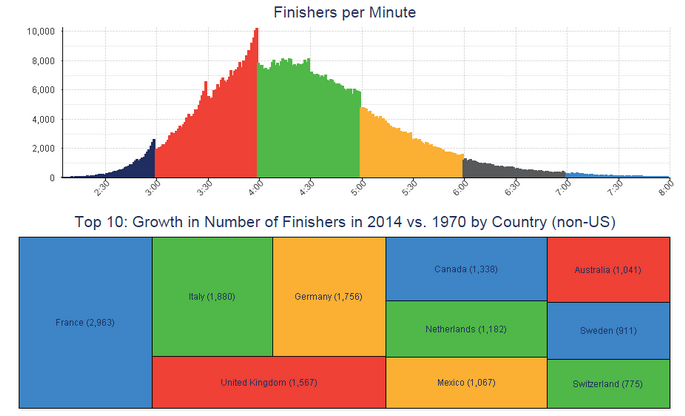 Finishers per Minute
10,000
8,000
6,000
4,000
2,000
0
2:30
3:00
3:30
4:00
4:30
5:00
5:30
6:00
6:30
7:00
7:30
8:00
Top 10: Growth in Number of Finishers in 2014 vs. 1970 by Country (non-US)
France (2,963)
Italy (1,880)
Germany (1,756)
United Kingdom (1,567)
Canada (1,338)
Netherlands (1,182)
Mexico (1,067)
Australia (1,041)
Sweden (911)
Switzerland (775)